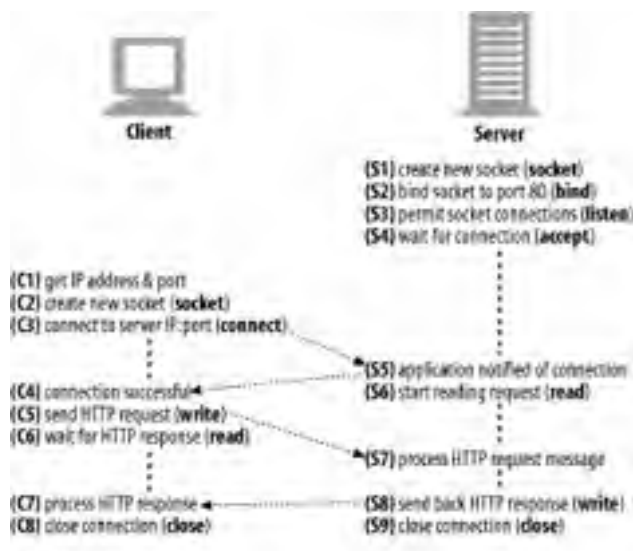 Client
Server
(S1) create new socket (socket)
(S2) bind socket to port 80 (bind)
(S3) permit socket connections (listen)
(S4) wait for connection (accept)
(C1) get IP address & port
(C2) create new socket (socket)
(C3) connect to server IP:port (connect)
(S5) application notified of connection
(S6) start reading request (read)
(C4) connection successful
(C5) send HTTP request (write)
(C6) wait for HTTP response (read)
(S7) process HTTP request message
(C7) process HTTP response
(C8) close connection (close)
(S8) send back HTTP response (write)
(S9) close connection (close)